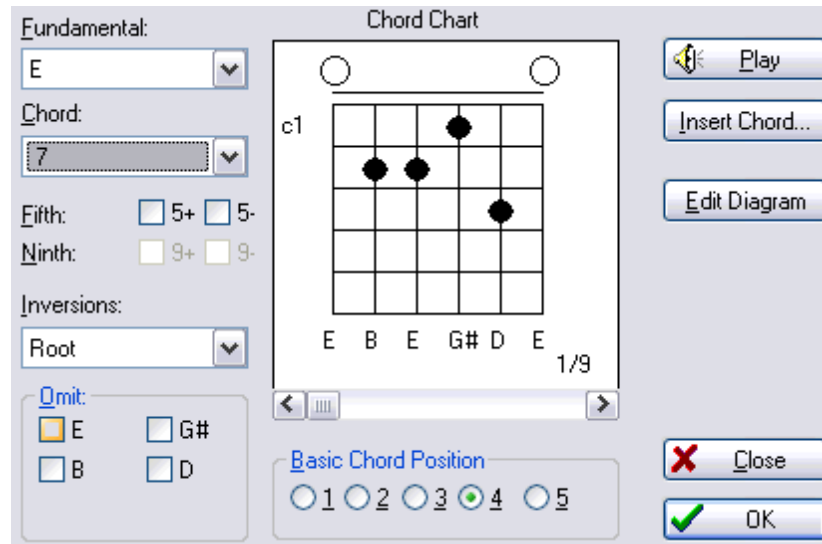 Fundamental:
E
Chord:
7
Fifth: 5+ 5-
Ninth: 9+ 9-
Inversions:
Root
Omit:
E G#
B D
Chord Chart
c1
E B E G# D E
1/9
Basic Chord Position
1 2 3 4 5
Play
Insert Chord...
Edit Diagram
Close
OK